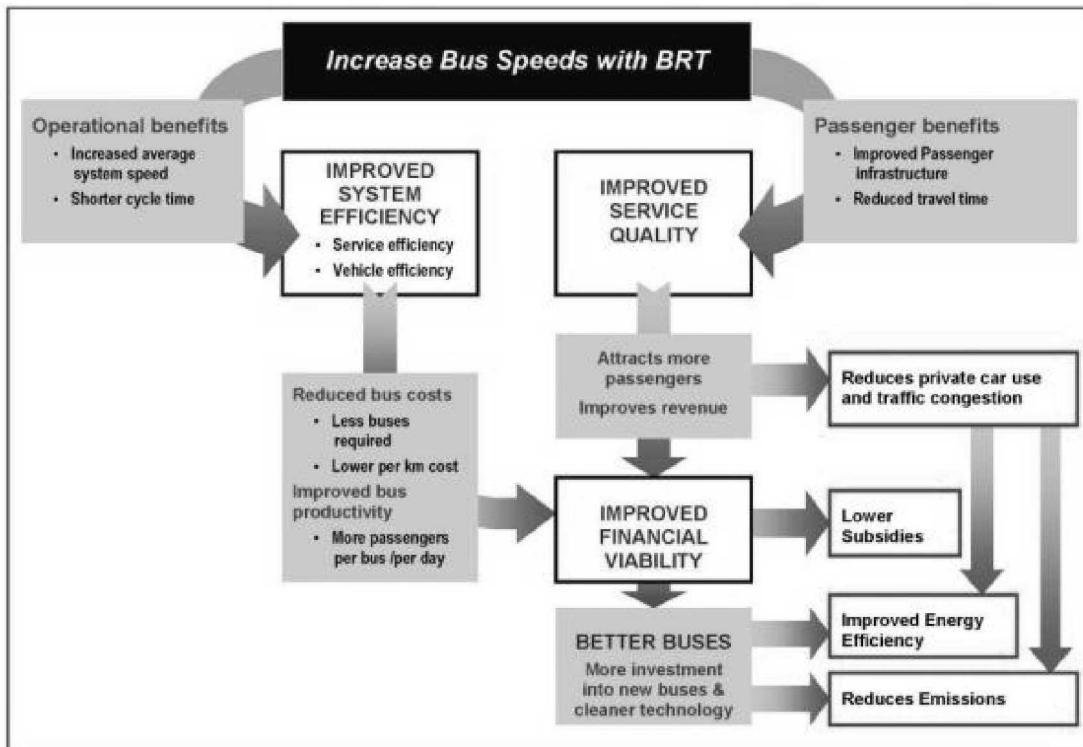 Increase Bus Speeds with BRT
Operational benefits
• Increased average
system speed
• Shorter cycle time
IMPROVED
SYSTEM
EFFICIENCY
• Service efficiency
• Vehicle efficiency
IMPROVED
SERVICE
QUALITY
Passenger benefits
• Improved Passenger
infrastructure
• Reduced travel time
Reduced bus costs
• Less buses
required
• Lower per km cost
Improved bus
productivity
• More passengers
per bus /per day
Attracts more
passengers
Improves revenue
Reduces private car use
and traffic congestion
IMPROVED
FINANCIAL
VIABILITY
Lower
Subsidies
BETTER BUSES
More investment
into new buses &
cleaner technology
Improved Energy
Efficiency
Reduces Emissions